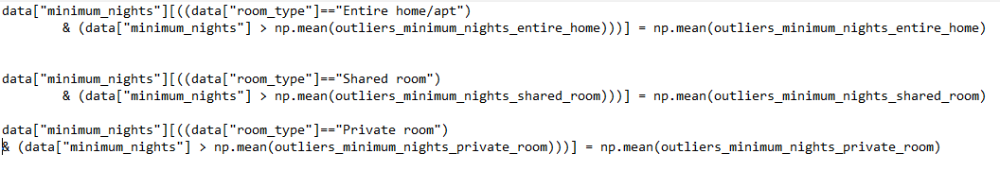 data["minimum_nights"][((data["room_type"]=="Entire home/apt")
& (data["minimum_nights"] > np.mean(outliers_minimum_nights_entire_home)))] = np.mean(outliers_minimum_nights_entire_home)
data["minimum_nights"][((data["room_type"]=="Shared room")
& (data["minimum_nights"] > np.mean(outliers_minimum_nights_shared_room)))] = np.mean(outliers_minimum_nights_shared_room)
data["minimum_nights"][((data["room_type"]=="Private room")
& (data["minimum_nights"] > np.mean(outliers_minimum_nights_private_room)))] = np.mean(outliers_minimum_nights_private_room)